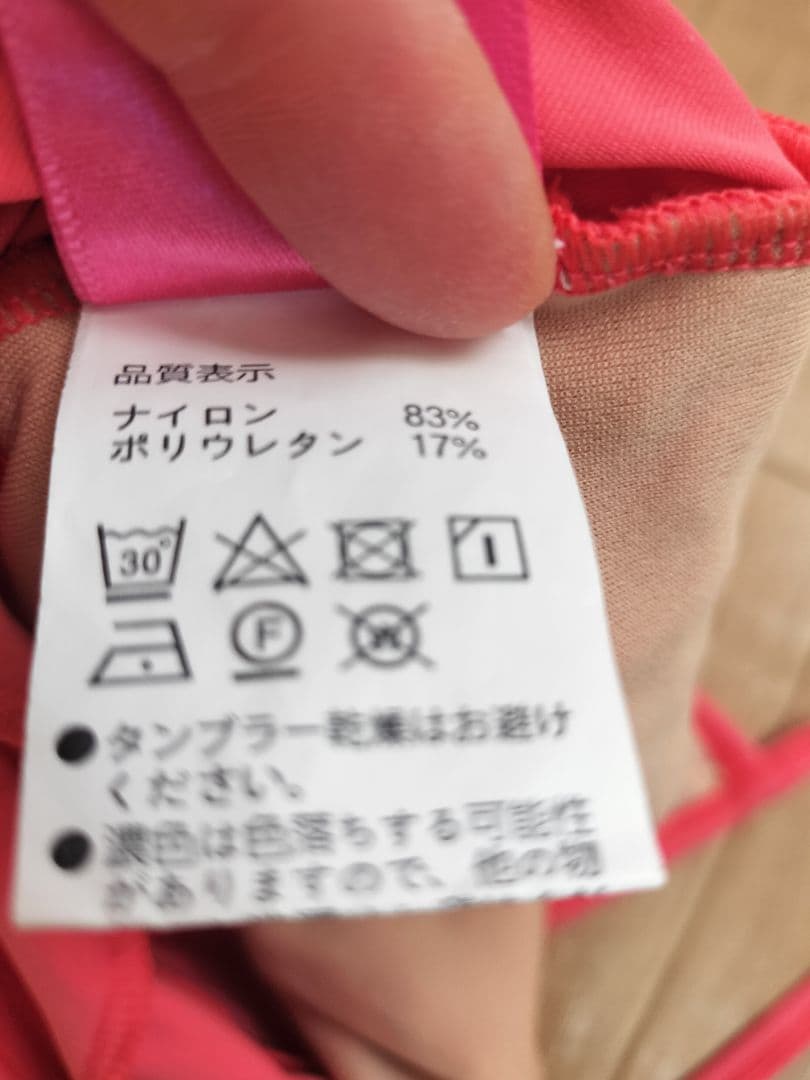 品質表示
ナイロン 83%
ポリウレタン 17%
30°
F W
●タンブラー乾燥はお避け
ください。
●濃色は色落ちする可能性
がありますので、他の物